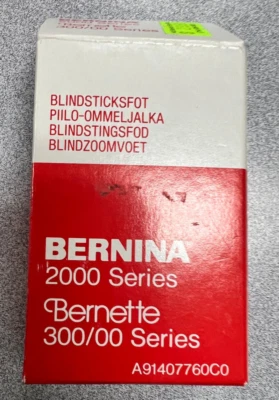 BLINDSTICKSFOT
PIILO-OMMELJALKA
BLINDSTINGSFOD
BLINDZOOMVOET
BERNINA
2000 Series
Bernette
300/00 Series
A91407760C0